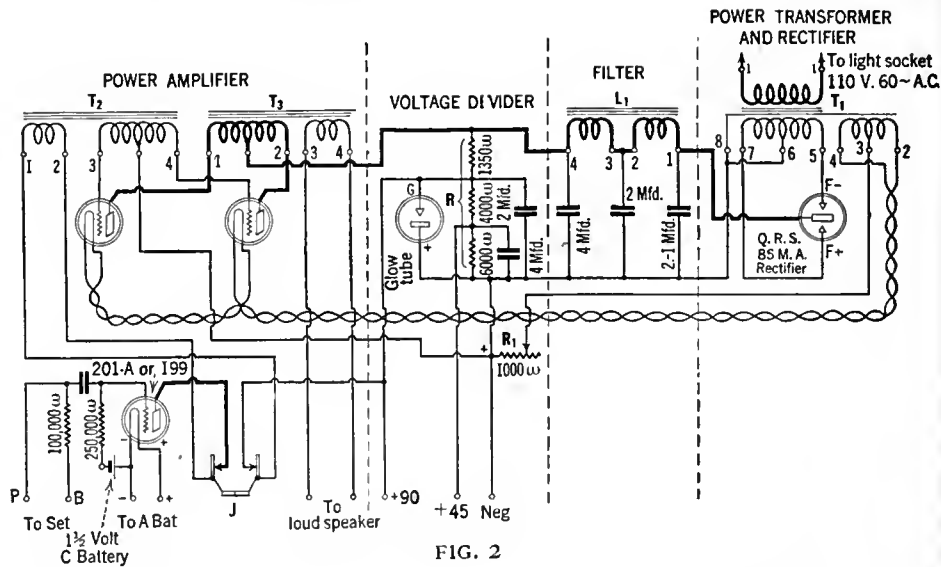 POWER TRANSFORMER
AND RECTIFIER
To light socket
110 V. 60~ A.C.
POWER AMPLIFIER
T2
T3
VOLTAGE DIVIDER
FILTER
L1
T1
1
1
1
2
3
4
1
2
3
4
4
3
2
1
8
7
6
5
4
3
2
1350ω
R
4000ω
6000ω
2 Mfd.
4 Mfd.
G
+
Glow
tube
4 Mfd.
2 Mfd.
2.-1 Mfd.
F-
F+
Q.R.S.
85 M.A.
Rectifier
R1
+
1000 ω
201-A or, 199
100,000ω
250,000ω
-
+
P
B
-
+
J
To Set
To A Bat
1½ Volt
C Battery
To
loud speaker
+90
+45
Neg
FIG. 2